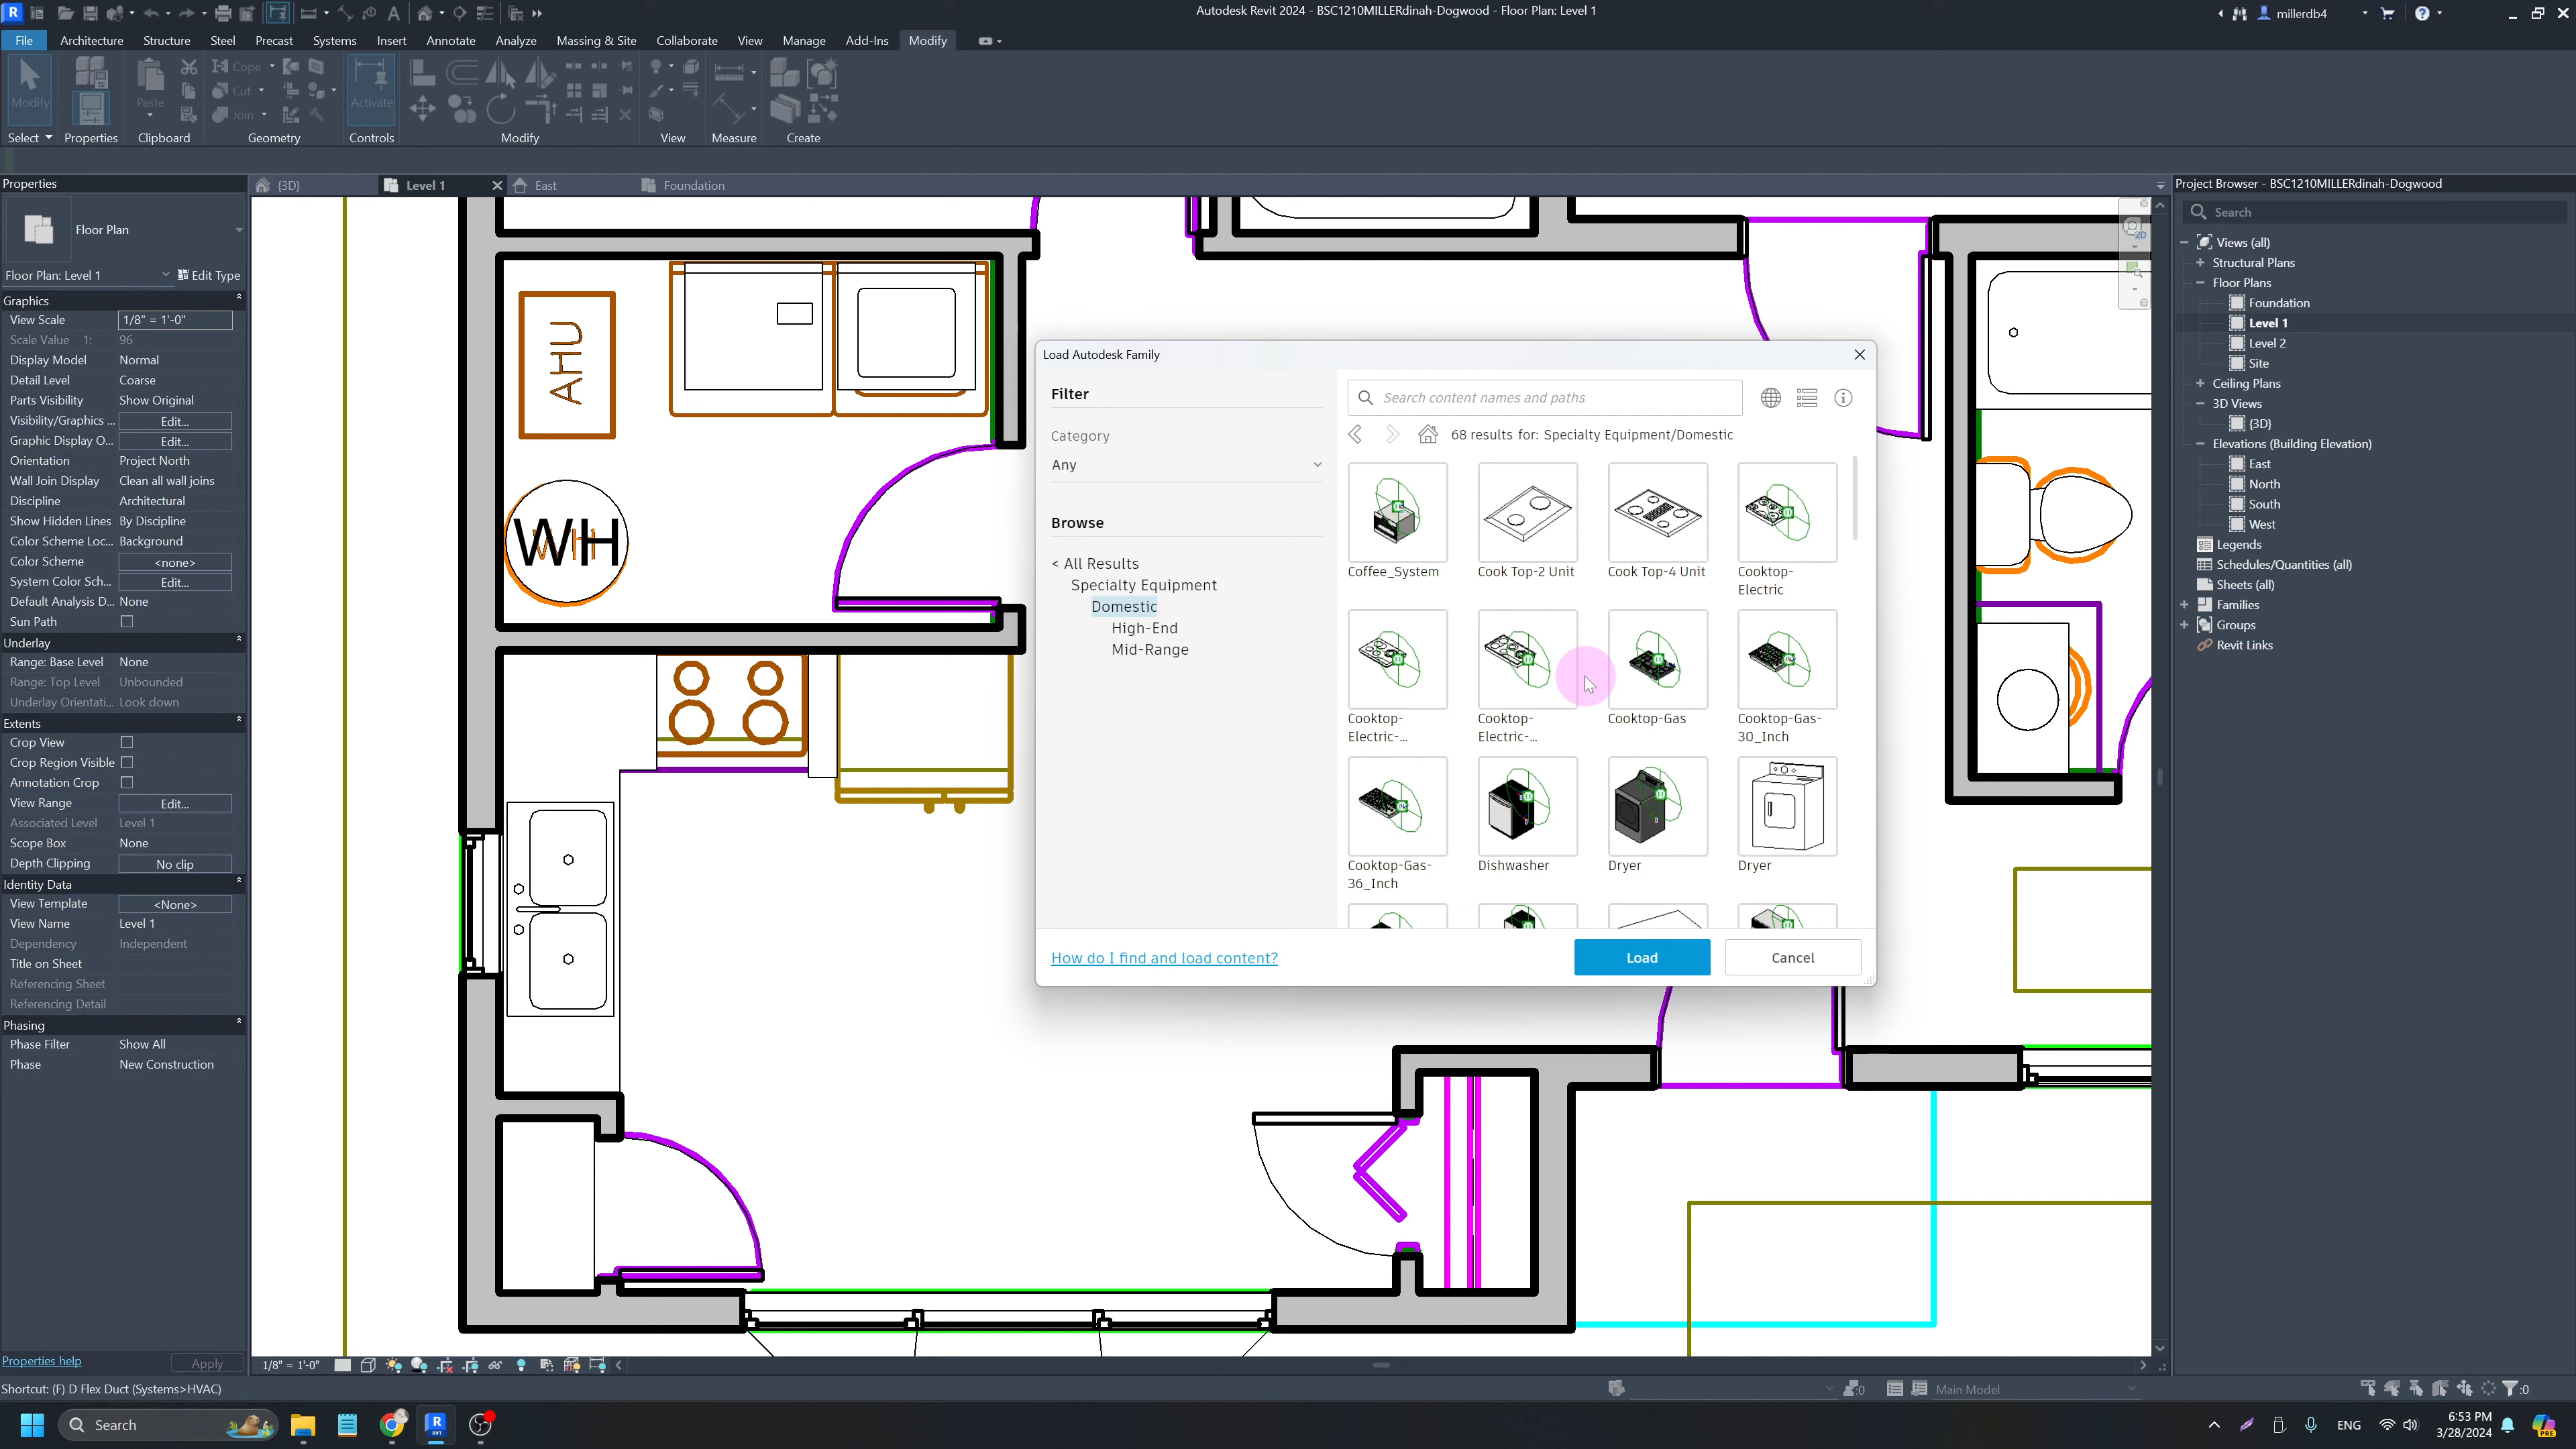 Autodesk Revit 2024 - BSC1210MILLERdinah-Dogwood - Floor Plan: Level 1
millerdb4
File Architecture Structure Steel Precast Systems Insert Annotate Analyze Massing & Site Collaborate View Manage Add-Ins Modify
Cope
Modify Paste Cut Activate
Join
Select Properties Clipboard Geometry Controls Modify View Measure Create
Properties
{3D} Level 1 East Foundation
Project Browser - BSC1210MILLERdinah-Dogwood
Search
Floor Plan
Floor Plan: Level 1 Edit Type
Graphics
View Scale 1/8" = 1'-0"
Scale Value 1: 96
Display Model Normal
Detail Level Coarse
Parts Visibility Show Original
Visibility/Graphics ... Edit...
Graphic Display O... Edit...
Orientation Project North
Wall Join Display Clean all wall joins
Discipline Architectural
Show Hidden Lines By Discipline
Color Scheme Loc... Background
Color Scheme <none>
System Color Sch... Edit...
Default Analysis D... None
Sun Path
Underlay
Range: Base Level None
Range: Top Level Unbounded
Underlay Orientati... Look down
Extents
Crop View
Crop Region Visible
Annotation Crop
View Range Edit...
Associated Level Level 1
Scope Box None
Depth Clipping No clip
Identity Data
View Template <None>
View Name Level 1
Dependency Independent
Title on Sheet
Referencing Sheet
Referencing Detail
Phasing
Phase Filter Show All
Phase New Construction
Properties help Apply
AHU
WH
Load Autodesk Family
Filter
Category
Any
Browse
< All Results
Specialty Equipment
Domestic
High-End
Mid-Range
Search content names and paths
68 results for: Specialty Equipment/Domestic
Coffee_System Cook Top-2 Unit Cook Top-4 Unit Cooktop-
Electric
Cooktop- Cooktop- Cooktop-Gas Cooktop-Gas-
Electric-... Electric-... 30_Inch
Cooktop-Gas- Dishwasher Dryer Dryer
36_Inch
How do I find and load content? Load Cancel
Views (all)
Structural Plans
Floor Plans
Foundation
Level 1
Level 2
Site
Ceiling Plans
3D Views
{3D}
Elevations (Building Elevation)
East
North
South
West
Legends
Schedules/Quantities (all)
Sheets (all)
Families
Groups
Revit Links
1/8" = 1'-0"
Shortcut: (F) D Flex Duct (Systems>HVAC)
:0
Main Model
:0
Search
ENG
6:53 PM
3/28/2024
PRE